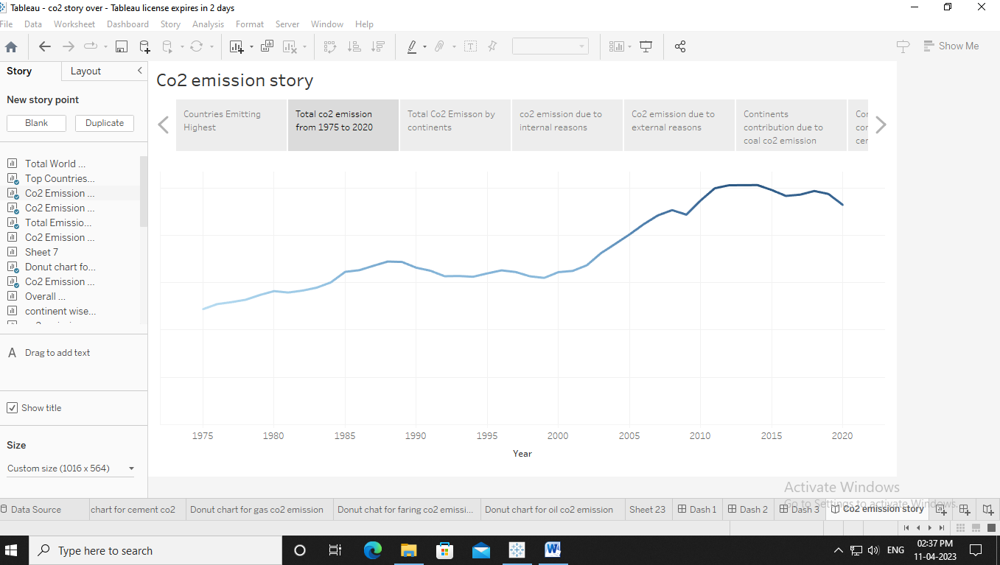 Tableau - co2 story over - Tableau license expires in 2 days
File Data Worksheet Dashboard Story Analysis Format Server Window Help
Show Me
Story Layout
New story point
Blank Duplicate
Total World ...
Top Countries...
Co2 Emission ...
Co2 Emission ...
Total Emissio...
Co2 Emission ...
Sheet 7
Donut chart fo...
Co2 Emission ...
Overall ...
continent wise...
A Drag to add text
Show title
Size
Custom size (1016 x 564)
Co2 emission story
Countries Emitting
Highest
Total co2 emission
from 1975 to 2020
Total Co2 Emisson by
continents
co2 emission due to
internal reasons
Co2 emission due to
external reasons
Continents
contribution due to
coal co2 emission
1975 1980 1985 1990 1995 2000 2005 2010 2015 2020
Year
Activate Windows
Go to Settings to activate Windows.
Data Source chart for cement co2 Donut chart for gas co2 emission Donut chat for faring co2 emissi... Donut chart for oil co2 emission Sheet 23 Dash 1 Dash 2 Dash 3 Co2 emission story
Type here to search
ENG
02:37 PM
11-04-2023